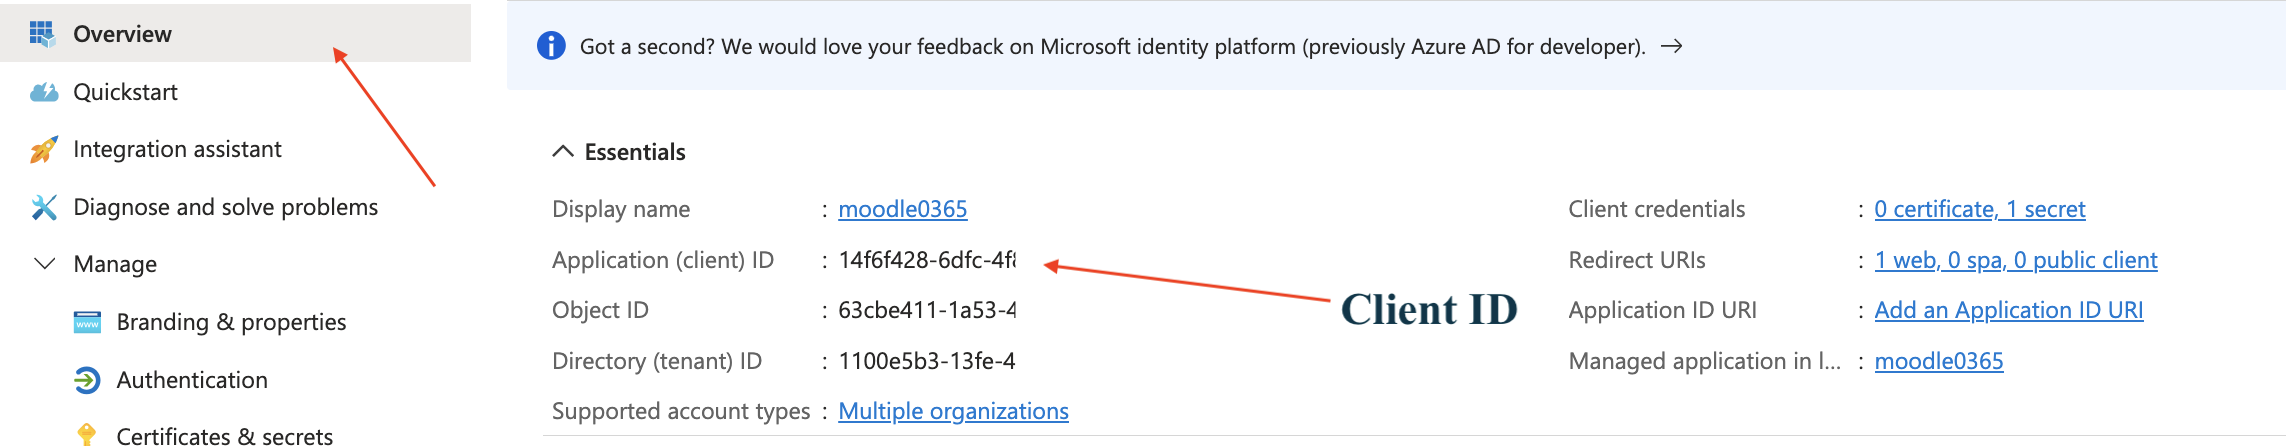 Overview
Quickstart
Integration assistant
Diagnose and solve problems
Manage
Branding & properties
Authentication
Certificates & secrets
Got a second? We would love your feedback on Microsoft identity platform (previously Azure AD for developer).
Essentials
Display name : moodle0365
Application (client) ID : 14f6f428-6dfc-4f8
Object ID : 63cbe411-1a53-4
Directory (tenant) ID : 1100e5b3-13fe-4
Supported account types : Multiple organizations
Client ID
Client credentials : 0 certificate, 1 secret
Redirect URIs : 1 web, 0 spa, 0 public client
Application ID URI : Add an Application ID URI
Managed application in l... : moodle0365